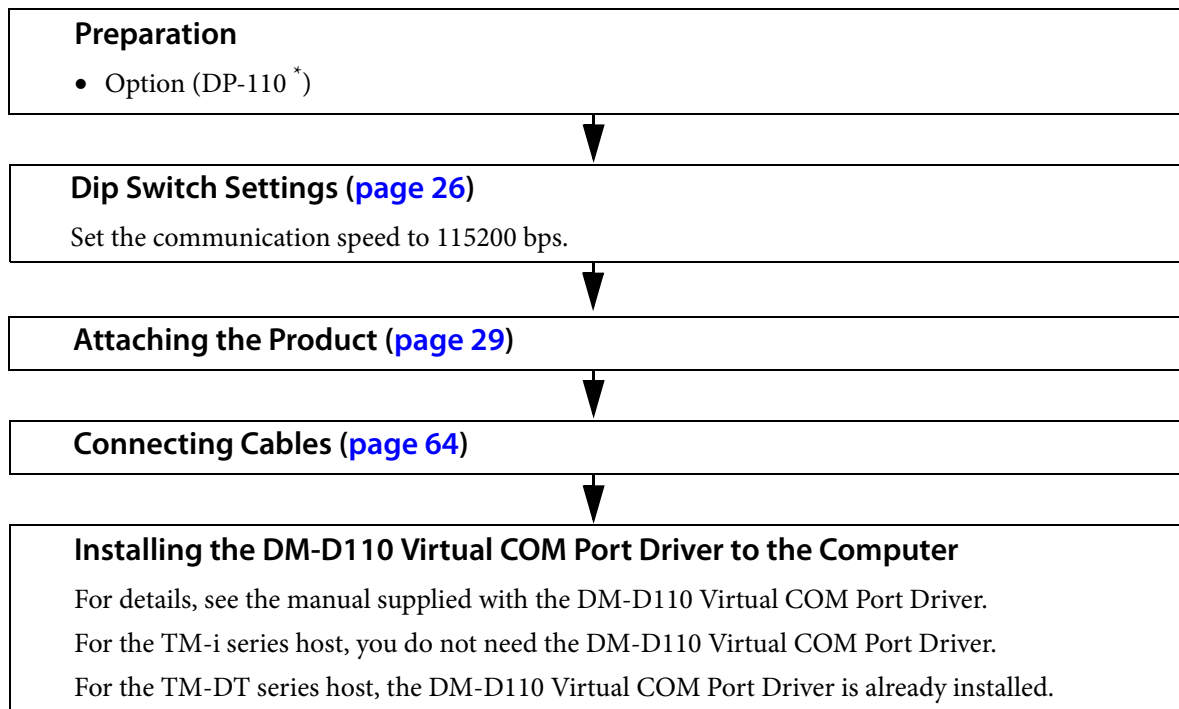 Preparation
• Option (DP-110 *)
Dip Switch Settings (page 26)
Set the communication speed to 115200 bps.
Attaching the Product (page 29)
Connecting Cables (page 64)
Installing the DM-D110 Virtual COM Port Driver to the Computer
For details, see the manual supplied with the DM-D110 Virtual COM Port Driver.
For the TM-i series host, you do not need the DM-D110 Virtual COM Port Driver.
For the TM-DT series host, the DM-D110 Virtual COM Port Driver is already installed.